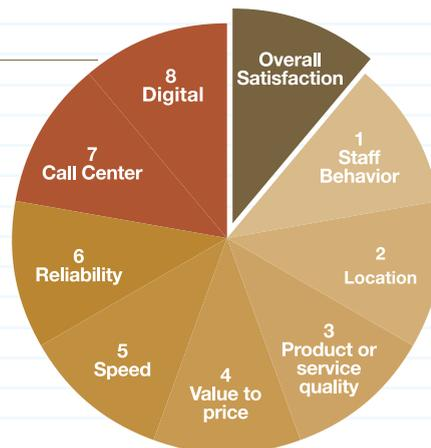 Overall
Satisfaction
1
Staff
Behavior
2
Location
3
Product or
service
quality
4
Value to
price
5
Speed
6
Reliability
7
Call Center
8
Digital